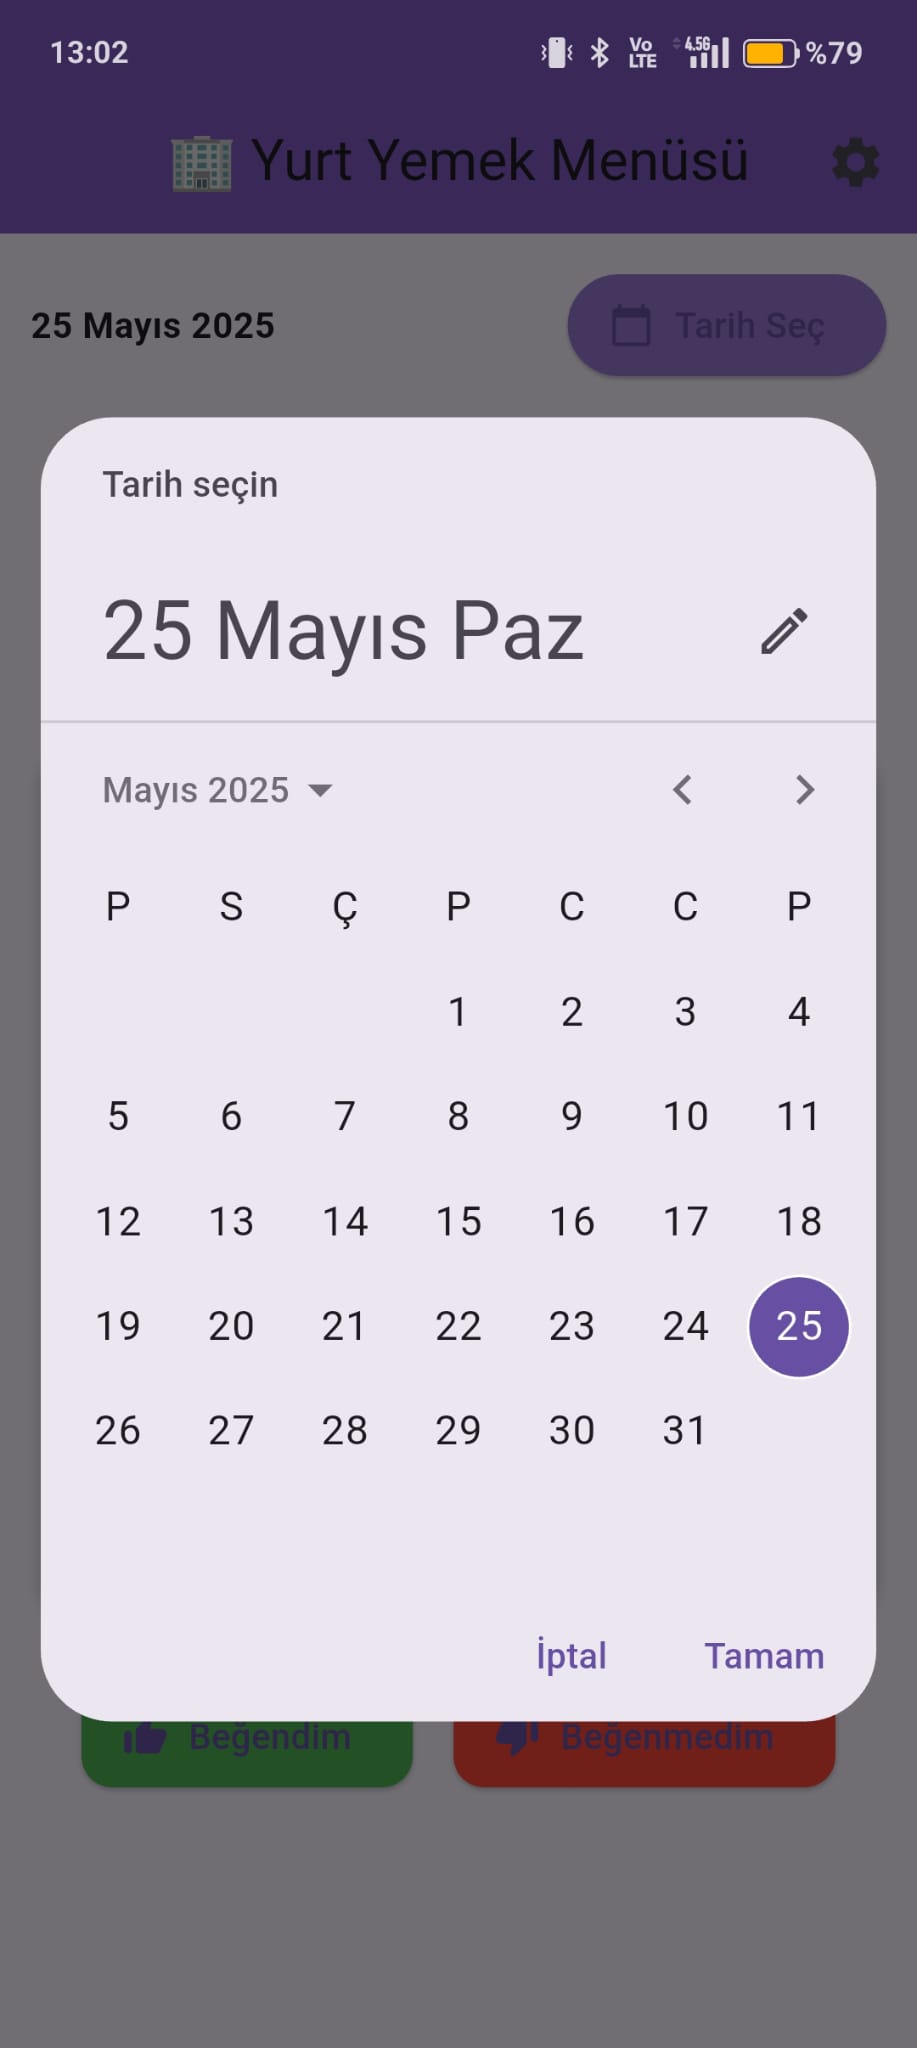 13:02 Vo LTE 4.5G %79
Yurt Yemek Menüsü
25 Mayıs 2025 Tarih Seç
Tarih seçin
25 Mayıs Paz
Mayıs 2025
P S Ç P C C P
1 2 3 4
5 6 7 8 9 10 11
12 13 14 15 16 17 18
19 20 21 22 23 24 25
26 27 28 29 30 31
İptal Tamam
Beğendim Beğenmedim